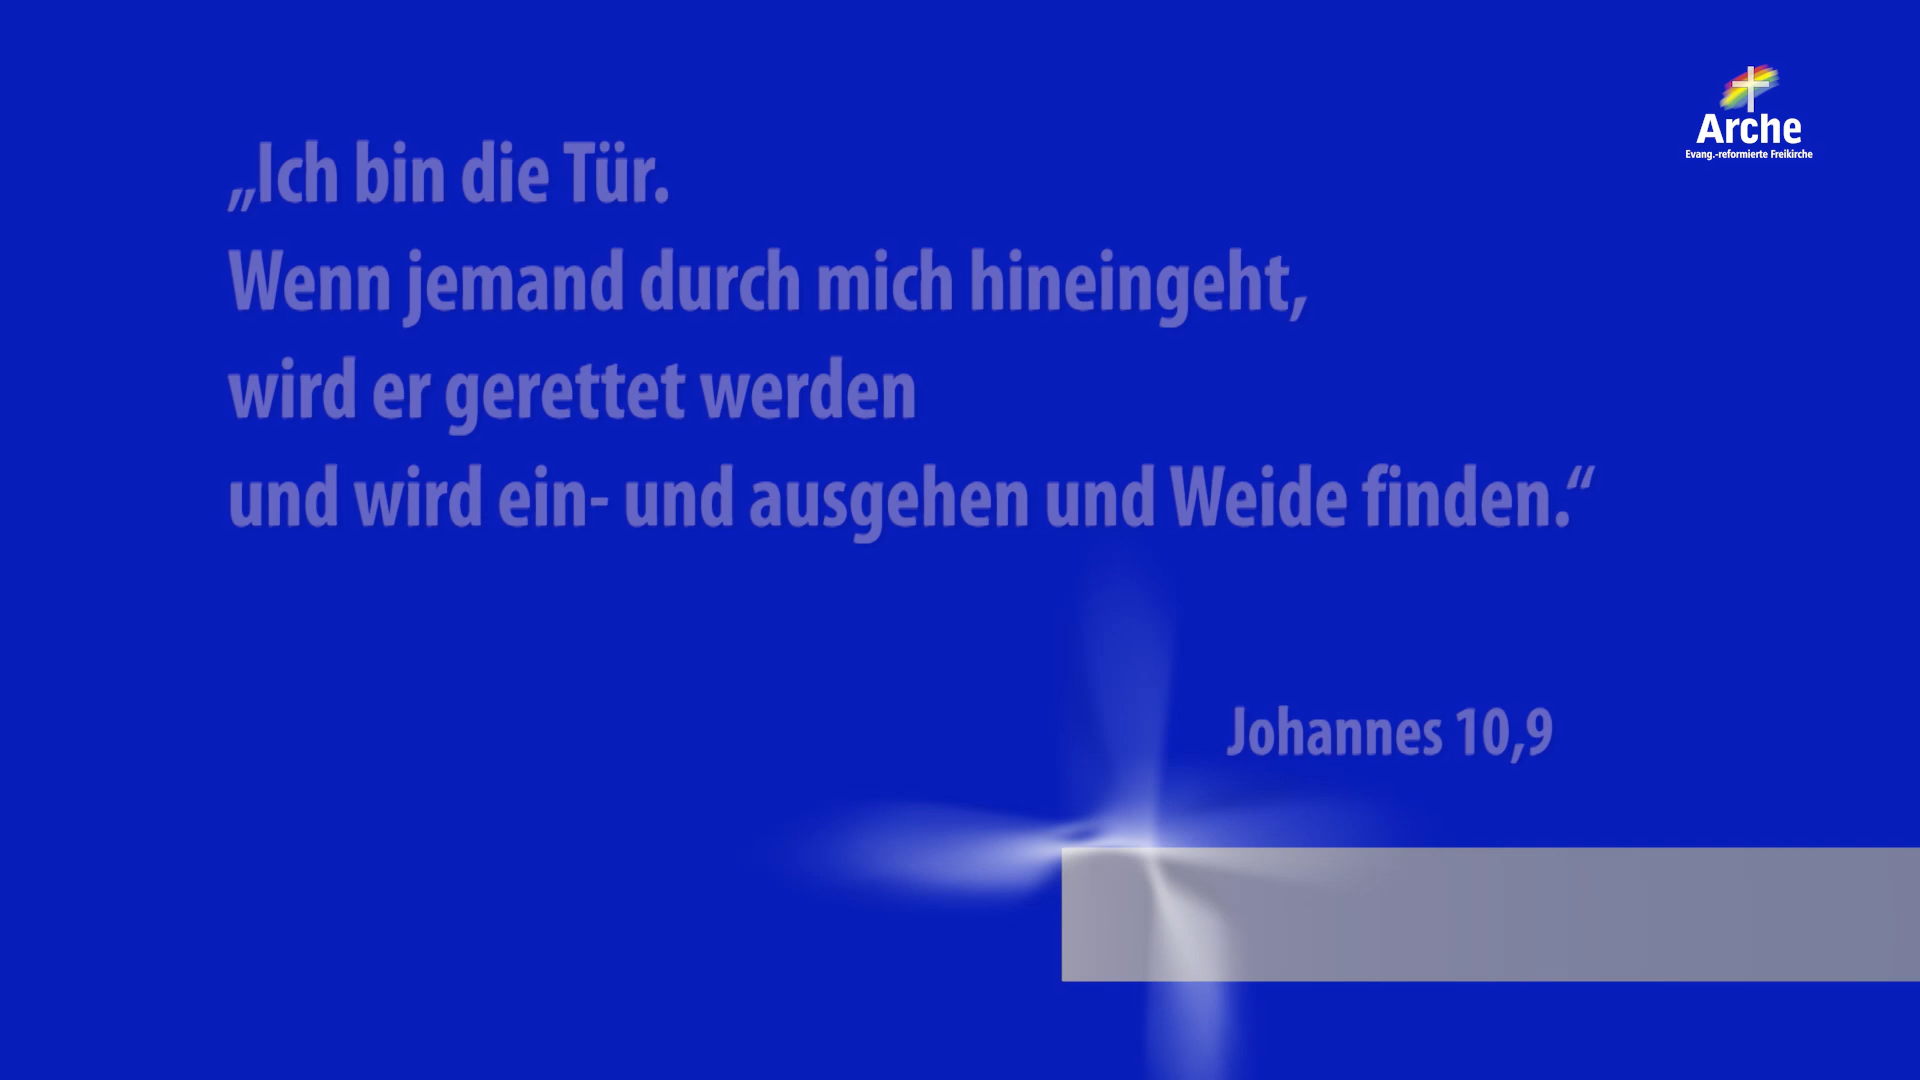 „Ich bin die Tür.
Wenn jemand durch mich hineingeht,
wird er gerettet werden
und wird ein- und ausgehen und Weide finden.“
Johannes 10,9
Arche
Evang.-reformierte Freikirche